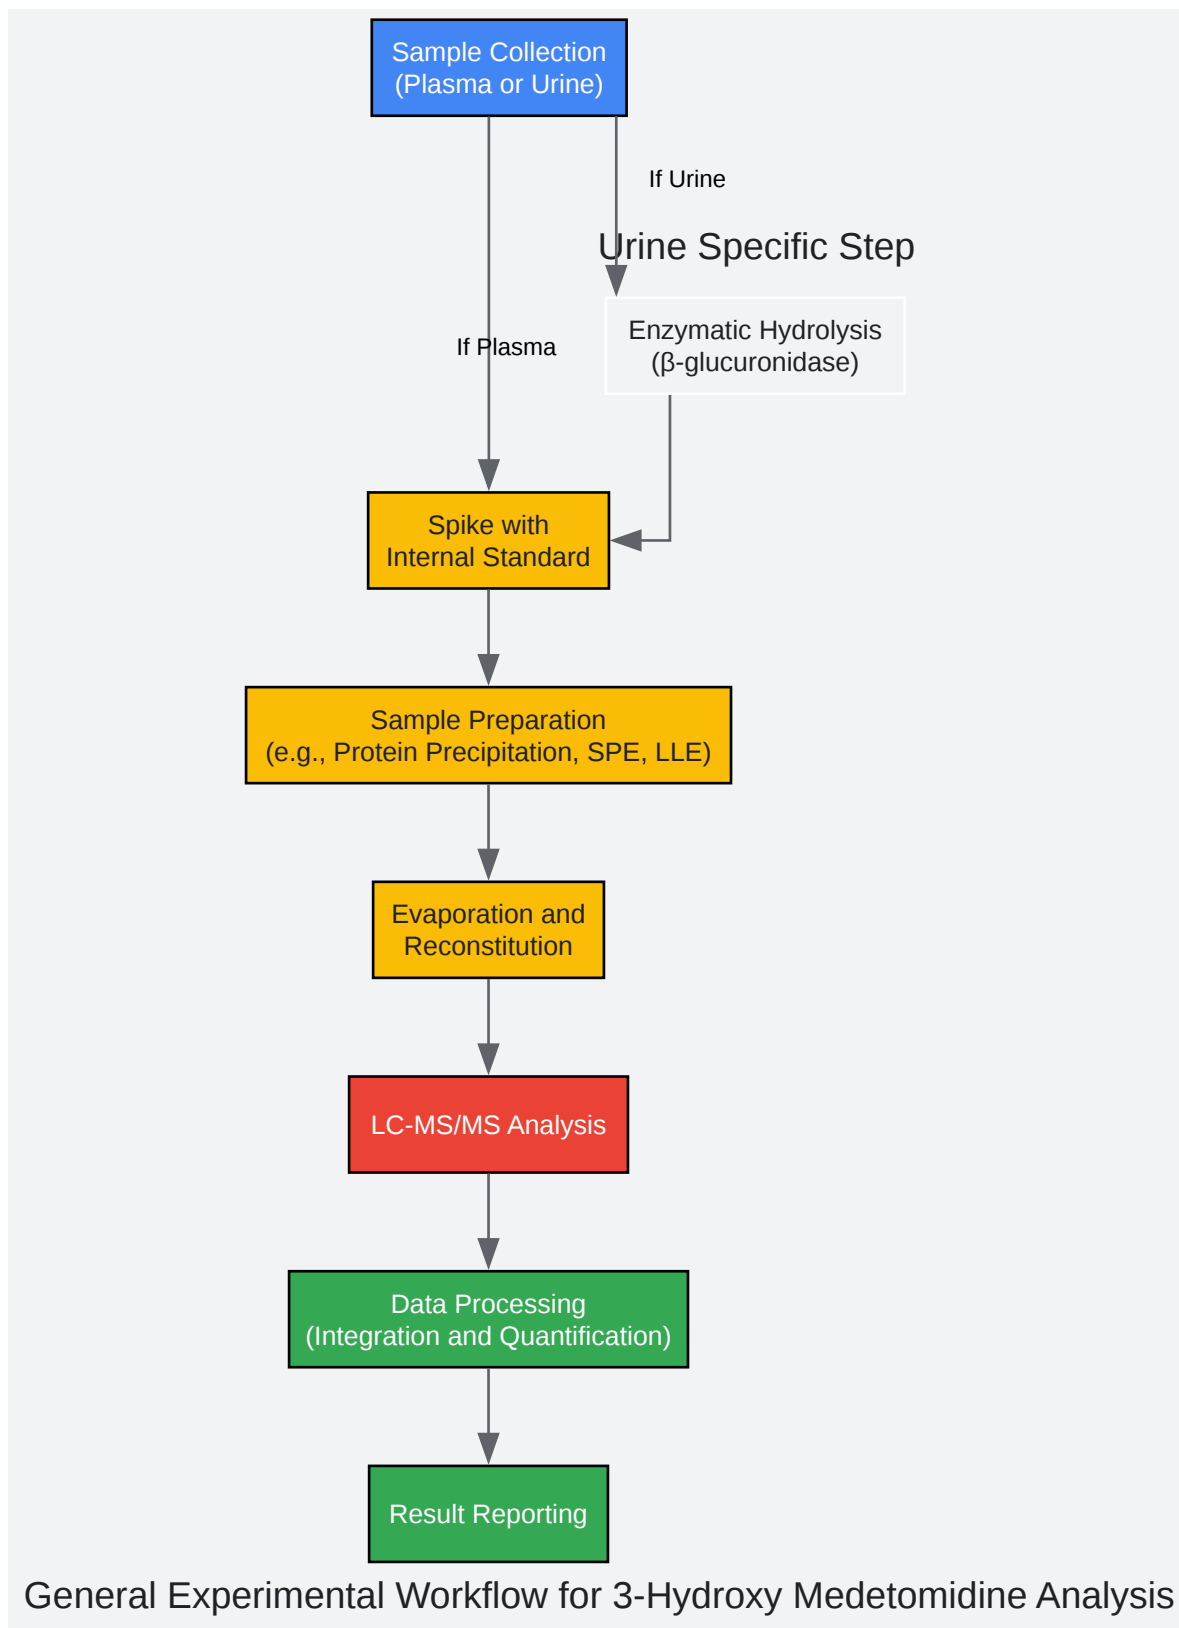 Sample Collection
(Plasma or Urine)
If Urine
Urine Specific Step
Enzymatic Hydrolysis
(β-glucuronidase)
If Plasma
Spike with
Internal Standard
Sample Preparation
(e.g., Protein Precipitation, SPE, LLE)
Evaporation and
Reconstitution
LC-MS/MS Analysis
Data Processing
(Integration and Quantification)
Result Reporting
General Experimental Workflow for 3-Hydroxy Medetomidine Analysis